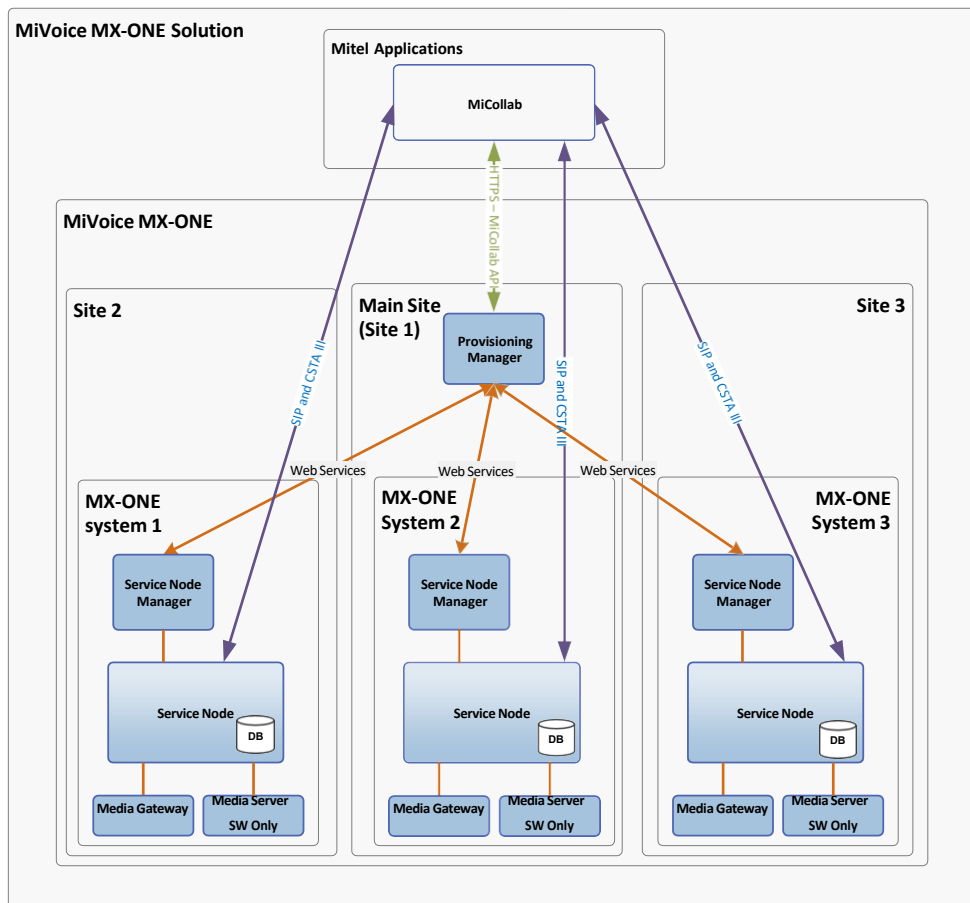 MiVoice MX-ONE Solution
Mitel Applications
MiCollab
HTTPS – MiCollab API
MiVoice MX-ONE
Site 2
Main Site
(Site 1)
Site 3
Provisioning
Manager
SIP and CSTA III
SIP and CSTA III
SIP and CSTA III
Web Services
Web Services
Web Services
MX-ONE
system 1
MX-ONE
System 2
MX-ONE
System 3
Service Node
Manager
Service Node
Manager
Service Node
Manager
Service Node
DB
Service Node
DB
Service Node
DB
Media Gateway
Media Server
SW Only
Media Gateway
Media Server
SW Only
Media Gateway
Media Server
SW Only